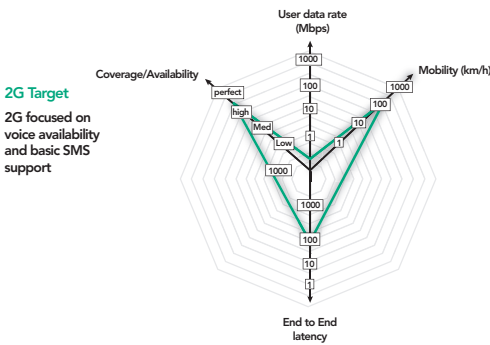 User data rate
(Mbps)
Coverage/Availability
Mobility (km/h)
1000
1000
perfect
2G Target
100
100
high
10
10
2G focused on
voice availability
and basic SMS
support
Med
1
1
Low
1000
1000
100
10
1
End to End
latency